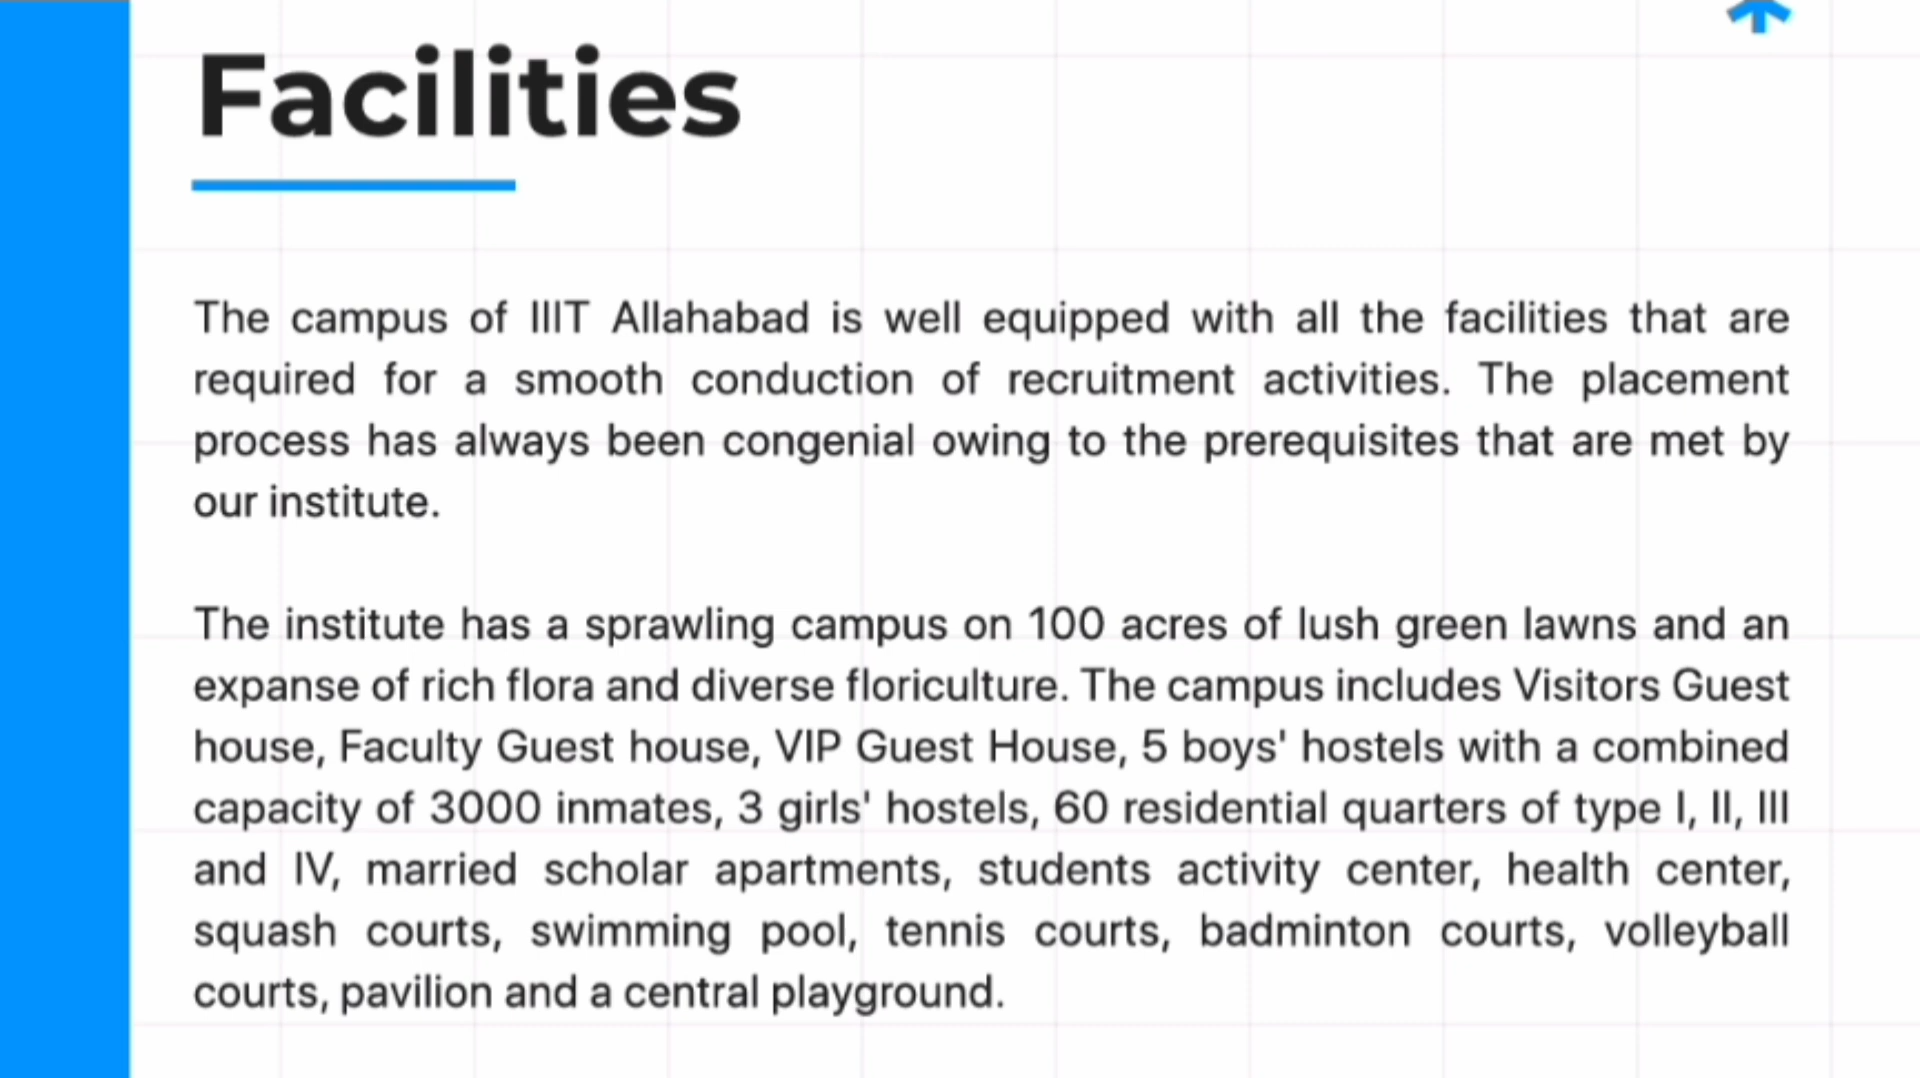 Facilities
The campus of IIIT Allahabad is well equipped with all the facilities that are
required for a smooth conduction of recruitment activities. The placement
process has always been congenial owing to the prerequisites that are met by
our institute.
The institute has a sprawling campus on 100 acres of lush green lawns and an
expanse of rich flora and diverse floriculture. The campus includes Visitors Guest
house, Faculty Guest house, VIP Guest House, 5 boys' hostels with a combined
capacity of 3000 inmates, 3 girls' hostels, 60 residential quarters of type I, II, III
and IV, married scholar apartments, students activity center, health center,
squash courts, swimming pool, tennis courts, badminton courts, volleyball
courts, pavilion and a central playground.